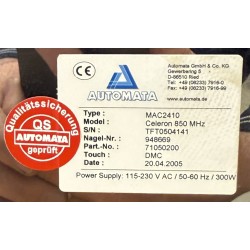 Automata GmbH & Co. KG
Gewerbering 5
D-86510 Ried
Tel +49 (08233) 7916-0
Fax +49 (08233) 7916-99
www.automata.de
CE
AUTOMATA
Qualitätssicherung
QS
AUTOMATA
geprüft
Type : MAC2410
Model : Celeron 850 MHz
S/N : TFT0504141
Nagel-Nr. : 948669
Part.-No. : 71050200
Touch : DMC
Date : 20.04.2005
Power Supply: 115-230 V AC / 50-60 Hz / 300W